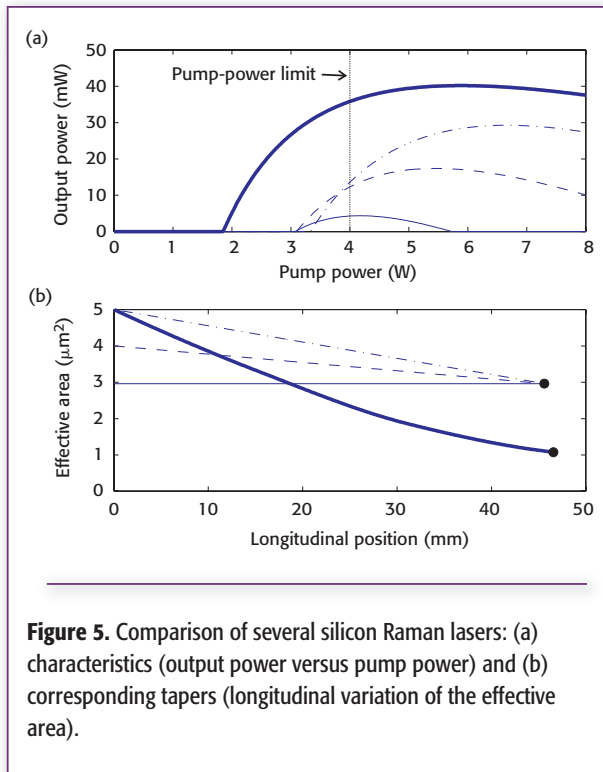 (a)
50
40
30
20
10
0
Output power (mW)
Pump-power limit
0 1 2 3 4 5 6 7 8
Pump power (W)
(b)
5
4
3
2
1
0
Effective area (μm²)
0 10 20 30 40 50
Longitudinal position (mm)
Figure 5. Comparison of several silicon Raman lasers: (a)
characteristics (output power versus pump power) and (b)
corresponding tapers (longitudinal variation of the effective
area).